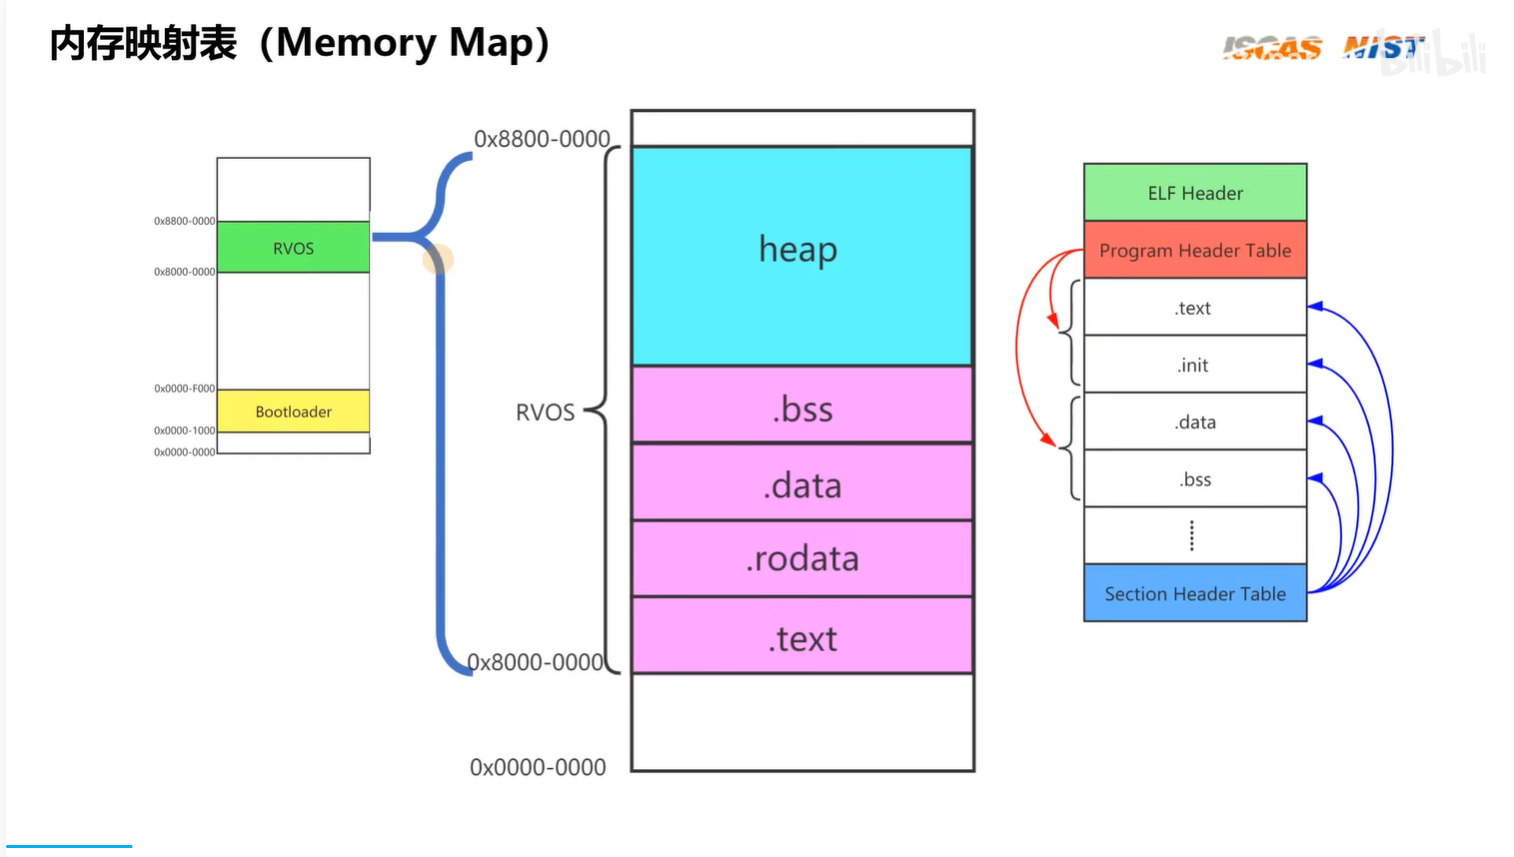 内存映射表（Memory Map）
ISCAS MIST
bilibili
0x8800-0000
RVOS
0x8000-0000
0x0000-F000
Bootloader
0x0000-1000
0x0000-0000
0x8800-0000
heap
.bss
RVOS
.data
.rodata
.text
0x8000-0000
0x0000-0000
ELF Header
Program Header Table
.text
.init
.data
.bss
Section Header Table